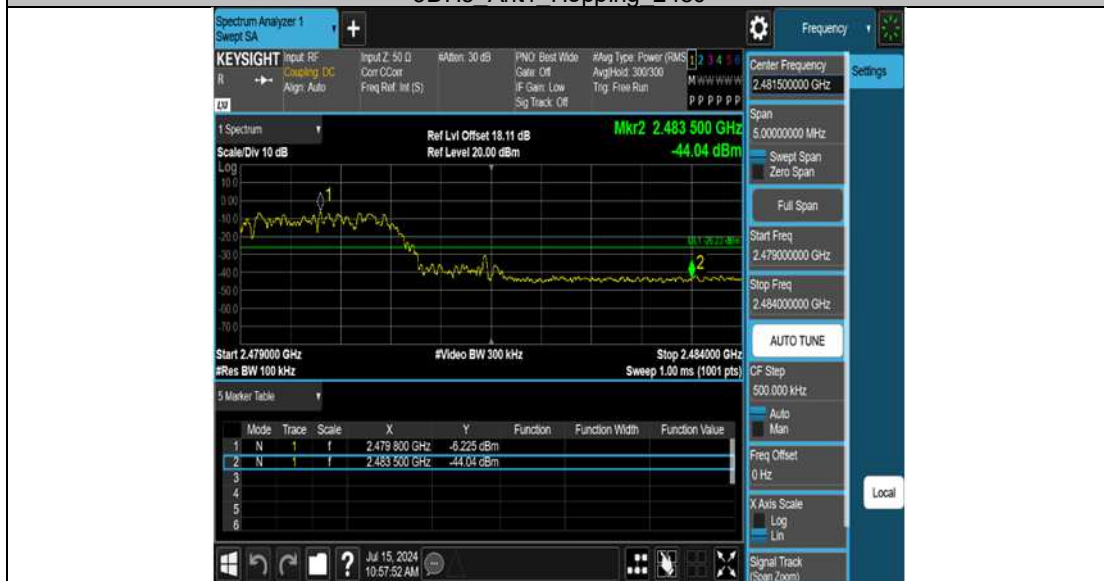 Spectrum Analyzer 1
Swept SA
Frequency
KEYSIGHT
R
LXI
Input: RF
Coupling: DC
Align: Auto
Input Z: 50 Ω
Corr CCorr
Freq Ref: Int (S)
#Atten: 30 dB
PNO: Best Wide
Gate: Off
IF Gain: Low
Sig Track: Off
#Avg Type: Power (RMS
Avg|Hold: 300/300
Trig: Free Run
1 2 3 4 5 6
M W W W W W
P P P P P P
Center Frequency
2.481500000 GHz
Settings
1 Spectrum
Scale/Div 10 dB
Ref Lvl Offset 18.11 dB
Ref Level 20.00 dBm
Mkr2 2.483 500 GHz
-44.04 dBm
Span
5.00000000 MHz
Swept Span
Zero Span
Full Span
Start Freq
2.479000000 GHz
Stop Freq
2.484000000 GHz
AUTO TUNE
CF Step
500.000 kHz
Auto
Man
Freq Offset
0 Hz
X Axis Scale
Log
Lin
Signal Track
(Span Zoom)
Local
Log
10.0
0.00
-10.0
-20.0
-30.0
-40.0
-50.0
-60.0
-70.0
1
2
Start 2.479000 GHz
#Res BW 100 kHz
#Video BW 300 kHz
Stop 2.484000 GHz
Sweep 1.00 ms (1001 pts)
5 Marker Table
Mode Trace Scale X Y Function Function Width Function Value
1 N 1 f 2.479 800 GHz -6.225 dBm
2 N 1 f 2.483 500 GHz -44.04 dBm
3
4
5
6
Jul 15, 2024
10:57:52 AM